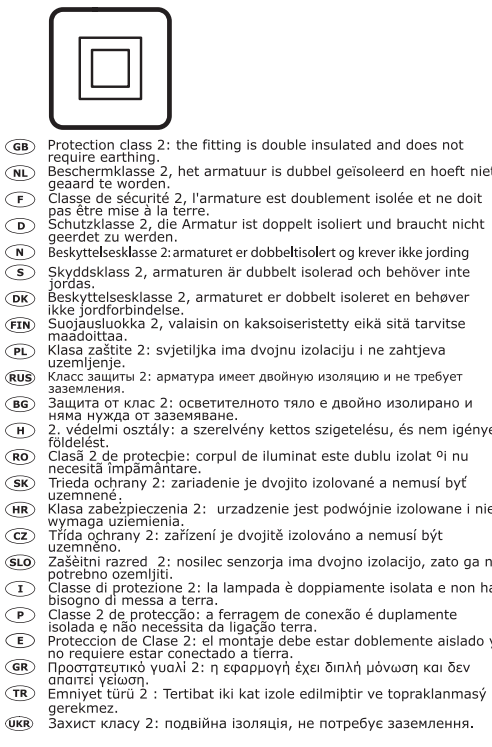 GB Protection class 2: the fitting is double insulated and does not
require earthing.
NL Beschermklasse 2, het armatuur is dubbel geïsoleerd en hoeft niet
geaard te worden.
F Classe de sécurité 2, l'armature est doublement isolée et ne doit
pas être mise à la terre.
D Schutzklasse 2, die Armatur ist doppelt isoliert und braucht nicht
geerdet zu werden.
N Beskyttelsesklasse 2: armaturet er dobbeltisolert og krever ikke jording
S Skyddsklass 2, armaturen är dubbelt isolerad och behöver inte
jordas.
DK Beskyttelsesklasse 2, armaturet er dobbelt isoleret en behøver
ikke jordforbindelse.
FIN Suojausluokka 2, valaisin on kaksoiseristetty eikä sitä tarvitse
maadoittaa.
PL Klasa zaštite 2: svjetiljka ima dvojnu izolaciju i ne zahtjeva
uzemljenje.
RUS Класс защиты 2: арматура имеет двойную изоляцию и не требует
заземления.
BG Защита от клас 2: осветителното тяло е двойно изолирано и
няма нужда от заземяване.
H 2. védelmi osztály: a szerelvény kettos szigetelésu, és nem igénye
földelést.
RO Clasã 2 de protecþie: corpul de iluminat este dublu izolat ºi nu
necesitã împãmântare.
SK Trieda ochrany 2: zariadenie je dvojito izolované a nemusí byť
uzemnené.
HR Klasa zabezpieczenia 2: urzadzenie jest podwójnie izolowane i nie
wymaga uziemienia.
CZ Třída ochrany 2: zařízení je dvojitě izolováno a nemusí být
uzemněno.
SLO Zašèitni razred 2: nosilec senzorja ima dvojno izolacijo, zato ga n
potrebno ozemljiti.
I Classe di protezione 2: la lampada è doppiamente isolata e non ha
bisogno di messa a terra.
P Classe 2 de protecção: a ferragem de conexão é duplamente
isolada e não necessita da ligação terra.
E Proteccion de Clase 2: el montaje debe estar doblemente aislado y
no requiere estar conectado a tierra.
GR Προστατευτικό γυαλί 2: η εφαρμογή έχει διπλή μόνωση και δεν
απαιτεί γείωση.
TR Emniyet türü 2 : Tertibat iki kat izole edilmiþtir ve topraklanmasý
gerekmez.
UKR Захист класу 2: подвійна ізоляція, не потребує заземлення.